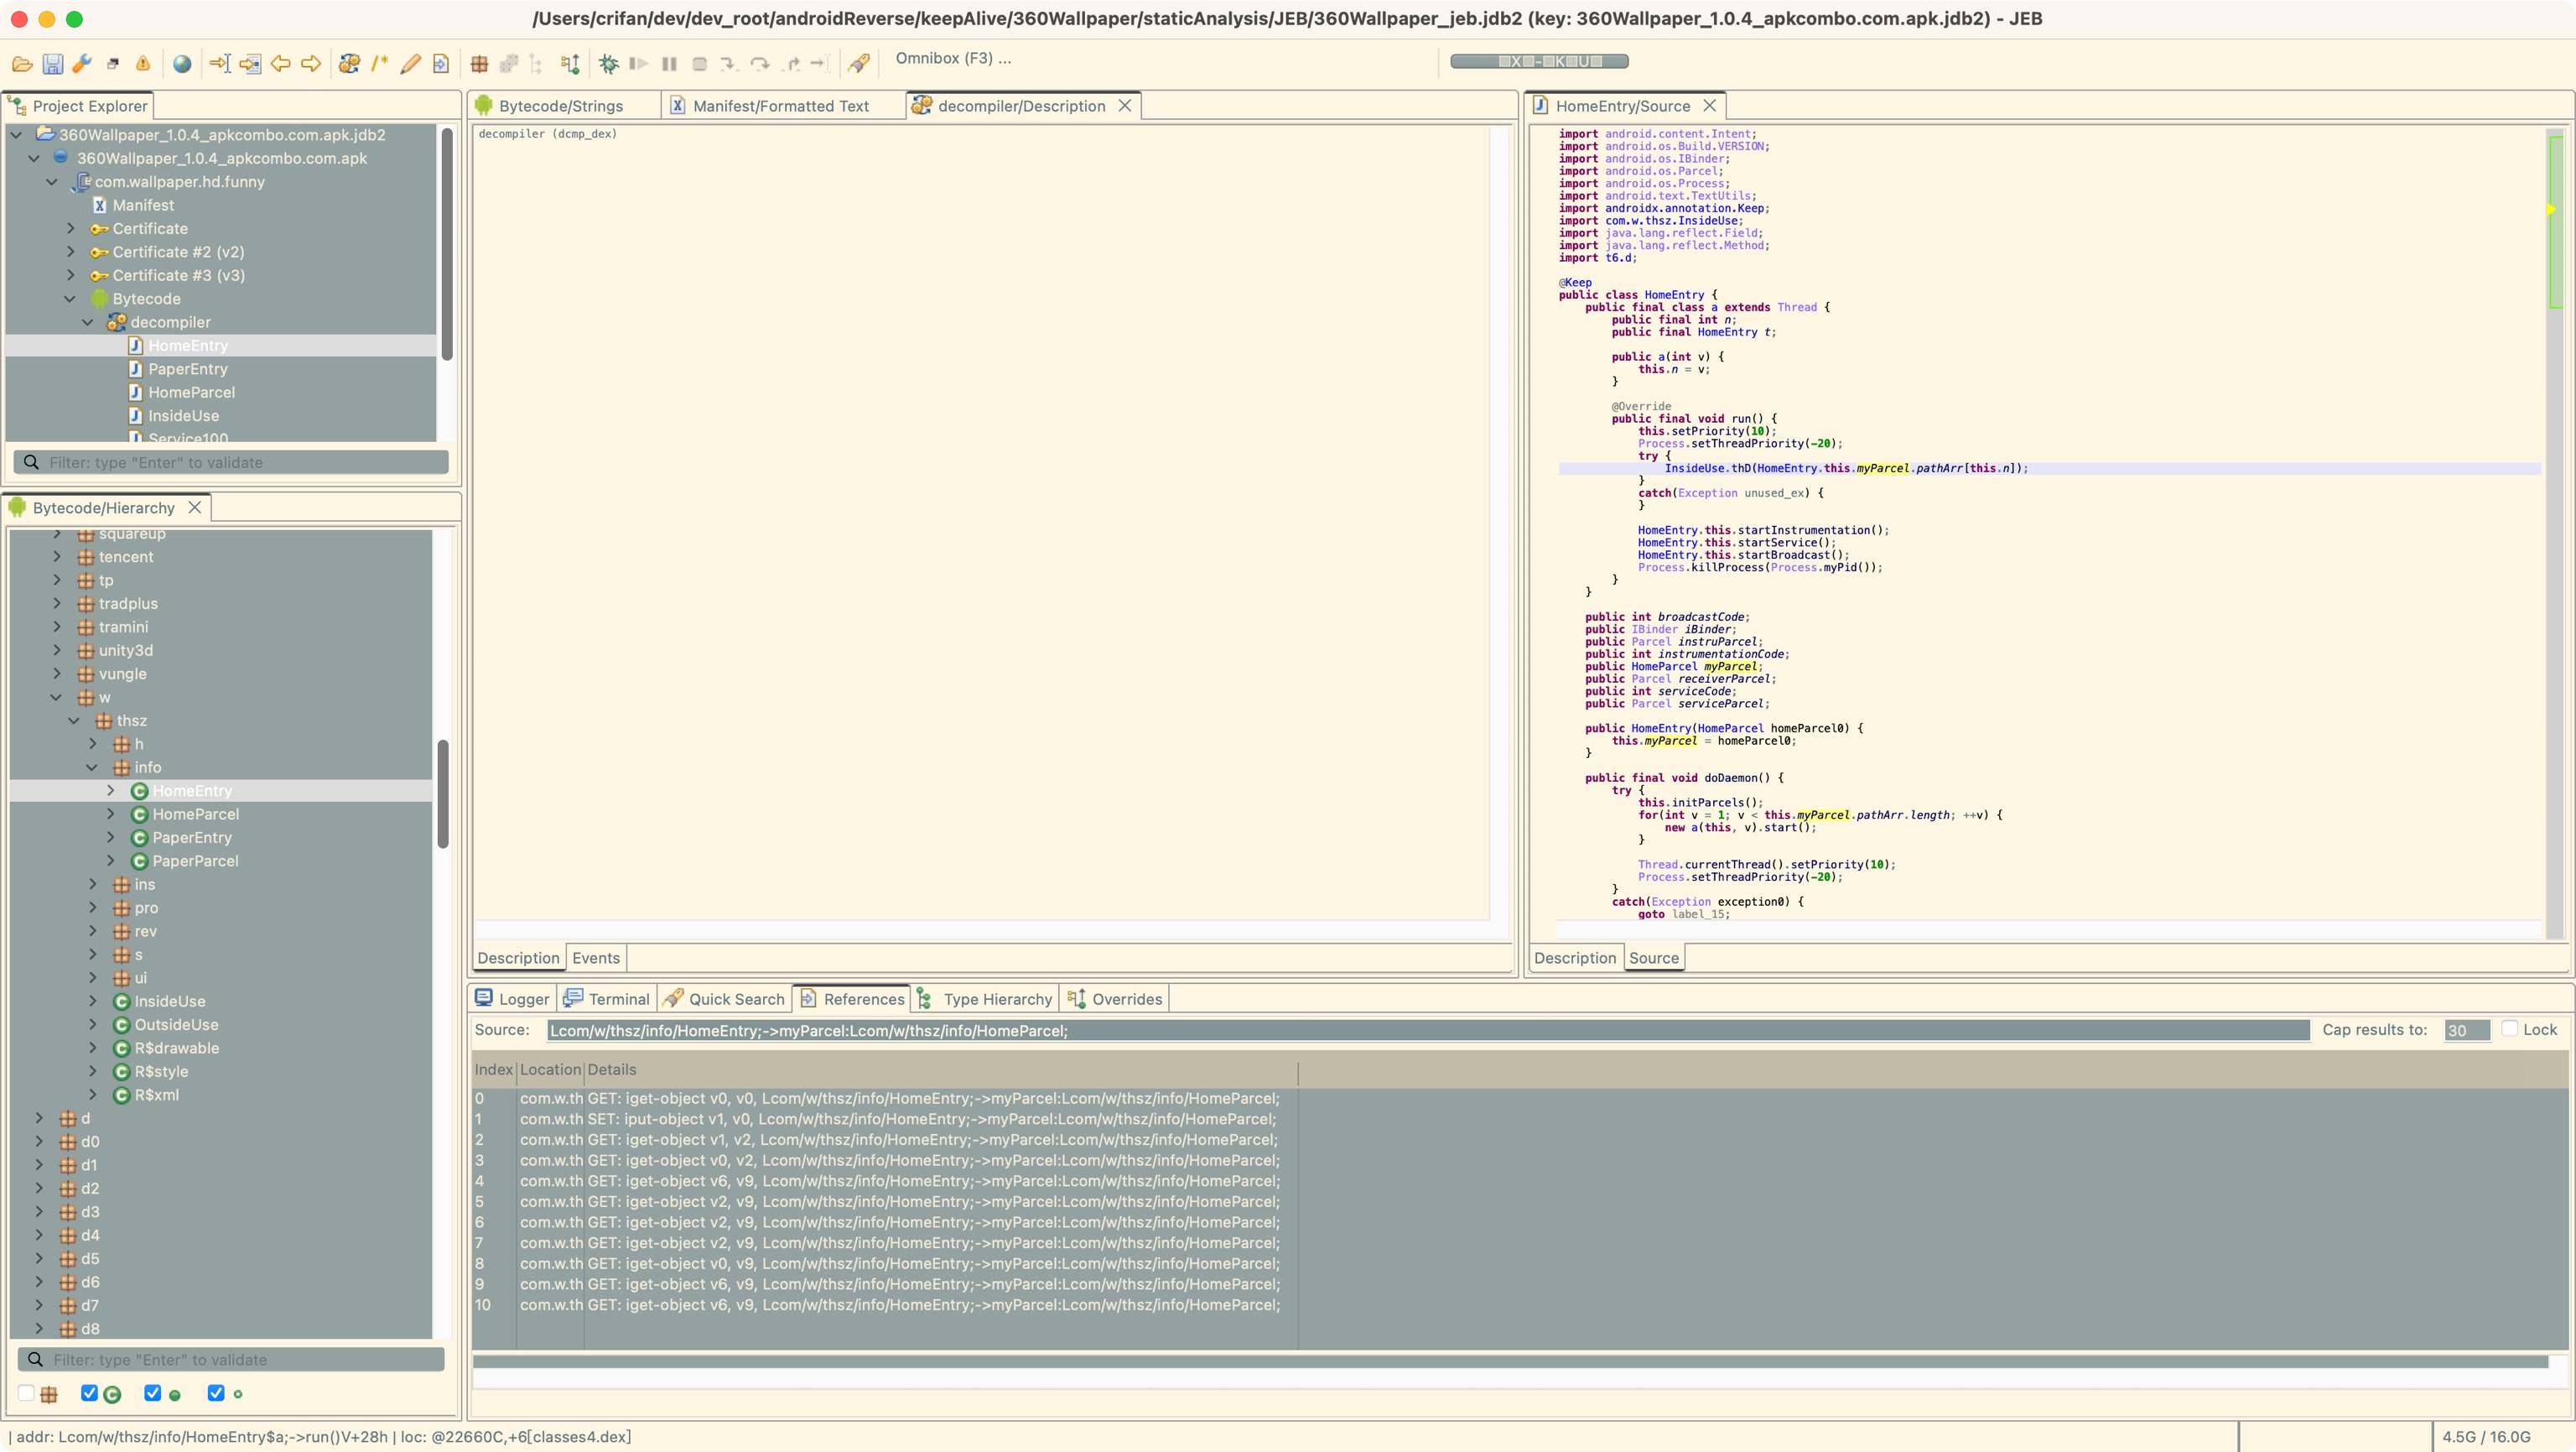 /Users/crifan/dev/dev_root/androidReverse/keepAlive/360Wallpaper/staticAnalysis/JEB/360Wallpaper_jeb.jdb2 (key: 360Wallpaper_1.0.4_apkcombo.com.apk.jdb2) - JEB
Omnibox (F3) ...
Project Explorer
360Wallpaper_1.0.4_apkcombo.com.apk.jdb2
360Wallpaper_1.0.4_apkcombo.com.apk
com.wallpaper.hd.funny
Manifest
Certificate
Certificate #2 (v2)
Certificate #3 (v3)
Bytecode
decompiler
HomeEntry
PaperEntry
HomeParcel
InsideUse
Service100
Filter: type "Enter" to validate
Bytecode/Hierarchy
squareup
tencent
tp
tradplus
tramini
unity3d
vungle
w
thsz
h
info
HomeEntry
HomeParcel
PaperEntry
PaperParcel
ins
pro
rev
s
ui
InsideUse
OutsideUse
R$drawable
R$style
R$xml
d
d0
d1
d2
d3
d4
d5
d6
d7
d8
Filter: type "Enter" to validate
Bytecode/Strings
Manifest/Formatted Text
decompiler/Description
decompiler (dcmp_dex)
Description
Events
HomeEntry/Source
import android.content.Intent;
import android.os.Build.VERSION;
import android.os.IBinder;
import android.os.Parcel;
import android.os.Process;
import android.text.TextUtils;
import androidx.annotation.Keep;
import com.w.thsz.InsideUse;
import java.lang.reflect.Field;
import java.lang.reflect.Method;
import t6.d;
@Keep
public class HomeEntry {
public final class a extends Thread {
public final int n;
public final HomeEntry t;
public a(int v) {
this.n = v;
}
@Override
public final void run() {
this.setPriority(10);
Process.setThreadPriority(-20);
try {
InsideUse.thD(HomeEntry.this.myParcel.pathArr[this.n]);
}
catch(Exception unused_ex) {
}
HomeEntry.this.startInstrumentation();
HomeEntry.this.startService();
HomeEntry.this.startBroadcast();
Process.killProcess(Process.myPid());
}
}
public int broadcastCode;
public IBinder iBinder;
public Parcel instruParcel;
public int instrumentationCode;
public HomeParcel myParcel;
public Parcel receiverParcel;
public int serviceCode;
public Parcel serviceParcel;
public HomeEntry(HomeParcel homeParcel0) {
this.myParcel = homeParcel0;
}
public final void doDaemon() {
try {
this.initParcels();
for(int v = 1; v < this.myParcel.pathArr.length; ++v) {
new a(this, v).start();
}
Thread.currentThread().setPriority(10);
Process.setThreadPriority(-20);
}
catch(Exception exception0) {
goto label_15;
Description
Source
Logger
Terminal
Quick Search
References
Type Hierarchy
Overrides
Source: Lcom/w/thsz/info/HomeEntry;->myParcel:Lcom/w/thsz/info/HomeParcel;
Cap results to: 30 Lock
Index Location Details
0 com.w.th GET: iget-object v0, v0, Lcom/w/thsz/info/HomeEntry;->myParcel:Lcom/w/thsz/info/HomeParcel;
1 com.w.th SET: iput-object v1, v0, Lcom/w/thsz/info/HomeEntry;->myParcel:Lcom/w/thsz/info/HomeParcel;
2 com.w.th GET: iget-object v1, v2, Lcom/w/thsz/info/HomeEntry;->myParcel:Lcom/w/thsz/info/HomeParcel;
3 com.w.th GET: iget-object v0, v2, Lcom/w/thsz/info/HomeEntry;->myParcel:Lcom/w/thsz/info/HomeParcel;
4 com.w.th GET: iget-object v6, v9, Lcom/w/thsz/info/HomeEntry;->myParcel:Lcom/w/thsz/info/HomeParcel;
5 com.w.th GET: iget-object v2, v9, Lcom/w/thsz/info/HomeEntry;->myParcel:Lcom/w/thsz/info/HomeParcel;
6 com.w.th GET: iget-object v2, v9, Lcom/w/thsz/info/HomeEntry;->myParcel:Lcom/w/thsz/info/HomeParcel;
7 com.w.th GET: iget-object v2, v9, Lcom/w/thsz/info/HomeEntry;->myParcel:Lcom/w/thsz/info/HomeParcel;
8 com.w.th GET: iget-object v0, v9, Lcom/w/thsz/info/HomeEntry;->myParcel:Lcom/w/thsz/info/HomeParcel;
9 com.w.th GET: iget-object v6, v9, Lcom/w/thsz/info/HomeEntry;->myParcel:Lcom/w/thsz/info/HomeParcel;
10 com.w.th GET: iget-object v6, v9, Lcom/w/thsz/info/HomeEntry;->myParcel:Lcom/w/thsz/info/HomeParcel;
| addr: Lcom/w/thsz/info/HomeEntry$a;->run()V+28h | loc: @22660C,+6[classes4.dex]
4.5G / 16.0G